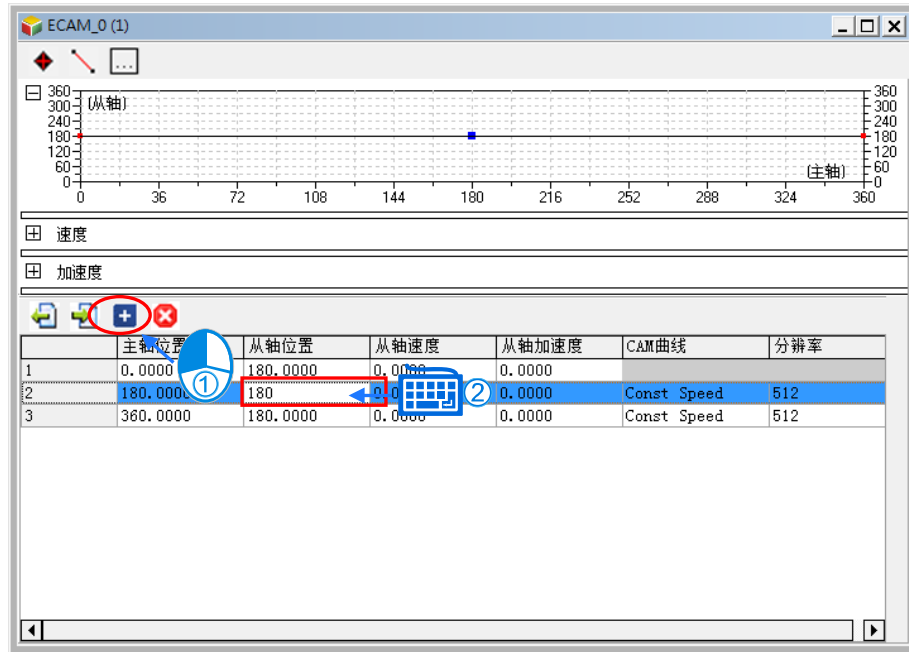 ECAM_0 (1)
...
360 (从轴) 360
300 300
240 240
180 180
120 120
60 (主轴) 60
0 0
0 36 72 108 144 180 216 252 288 324 360
速度
加速度
主轴位置 从轴位置 从轴速度 从轴加速度 CAM曲线 分辨率
1 0.0000 180.0000 0.0000 0.0000
①
2 180.0000 180 ② 0.0000 Const Speed 512
3 360.0000 180.0000 0.0000 0.0000 Const Speed 512